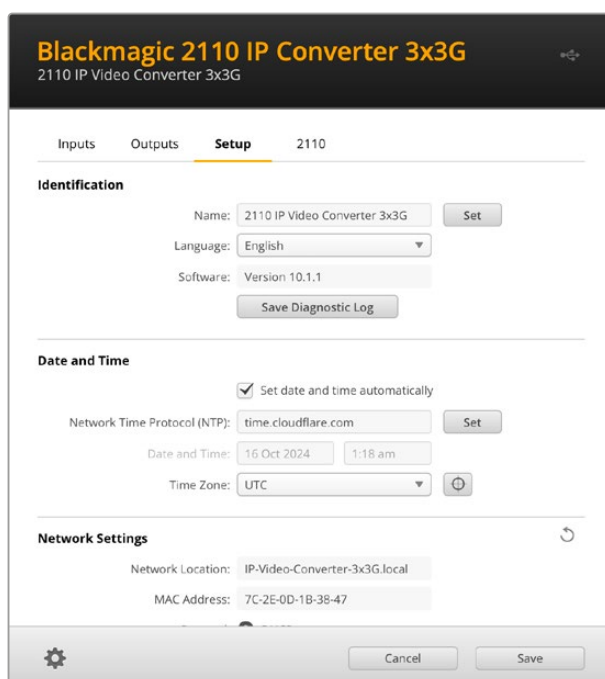 Blackmagic 2110 IP Converter 3x3G
2110 IP Video Converter 3x3G
Inputs Outputs Setup 2110
Identification
Name: 2110 IP Video Converter 3x3G Set
Language: English
Software: Version 10.1.1
Save Diagnostic Log
Date and Time
Set date and time automatically
Network Time Protocol (NTP): time.cloudflare.com Set
Date and Time: 16 Oct 2024 1:18 am
Time Zone: UTC
Network Settings
Network Location: IP-Video-Converter-3x3G.local
MAC Address: 7C-2E-0D-1B-38-47
Cancel Save